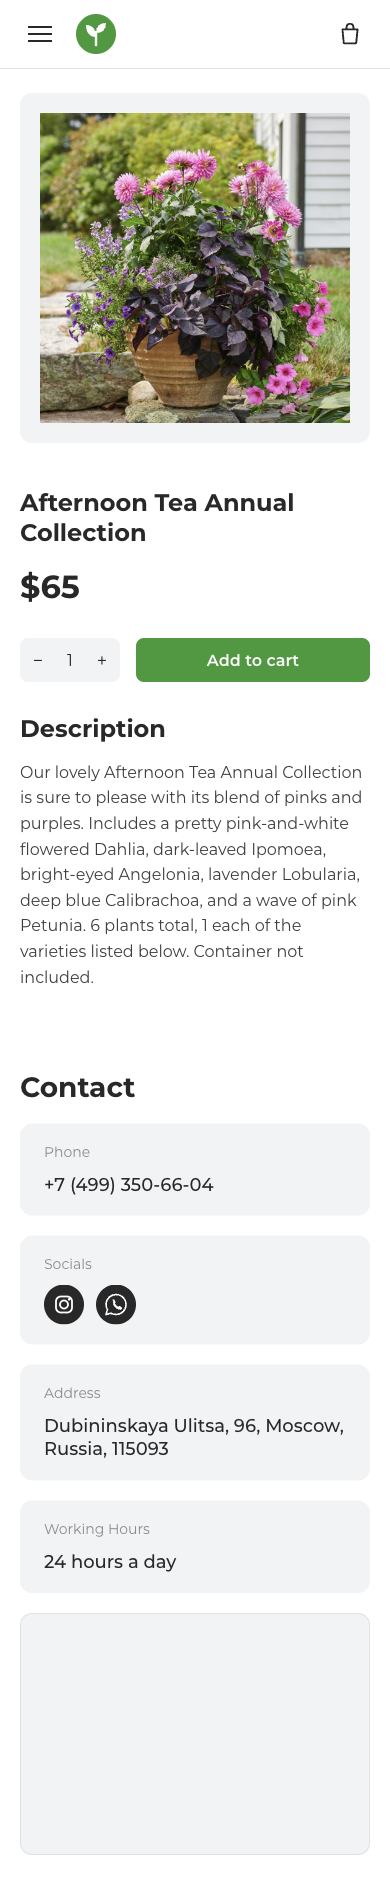 Afternoon Tea Annual
Collection
$65
− 1 +
Add to cart
Description
Our lovely Afternoon Tea Annual Collection
is sure to please with its blend of pinks and
purples. Includes a pretty pink-and-white
flowered Dahlia, dark-leaved Ipomoea,
bright-eyed Angelonia, lavender Lobularia,
deep blue Calibrachoa, and a wave of pink
Petunia. 6 plants total, 1 each of the
varieties listed below. Container not
included.
Contact
Phone
+7 (499) 350-66-04
Socials
Address
Dubininskaya Ulitsa, 96, Moscow,
Russia, 115093
Working Hours
24 hours a day